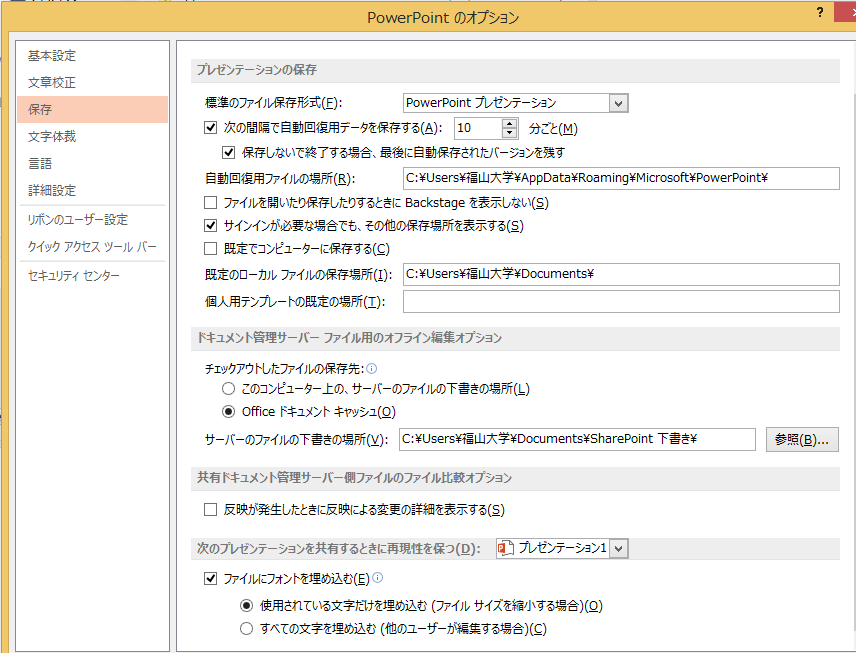 PowerPoint のオプション
?
基本設定
文章校正
保存
文字体裁
言語
詳細設定
リボンのユーザー設定
クイック アクセス ツール バー
セキュリティ センター
プレゼンテーションの保存
標準のファイル保存形式(F): PowerPoint プレゼンテーション
次の間隔で自動回復用データを保存する(A): 10 分ごと(M)
保存しないで終了する場合、最後に自動保存されたバージョンを残す
自動回復用ファイルの場所(R): C:¥Users¥福山大学¥AppData¥Roaming¥Microsoft¥PowerPoint¥
ファイルを開いたり保存したりするときに Backstage を表示しない(S)
サインインが必要な場合でも、その他の保存場所を表示する(S)
既定でコンピューターに保存する(C)
既定のローカル ファイルの保存場所(I): C:¥Users¥福山大学¥Documents¥
個人用テンプレートの既定の場所(T):
ドキュメント管理サーバー ファイル用のオフライン編集オプション
チェックアウトしたファイルの保存先:
このコンピューター上の、サーバーのファイルの下書きの場所(L)
Office ドキュメント キャッシュ(O)
サーバーのファイルの下書きの場所(V): C:¥Users¥福山大学¥Documents¥SharePoint 下書き¥ 参照(B)...
共有ドキュメント管理サーバー側ファイルのファイル比較オプション
反映が発生したときに反映による変更の詳細を表示する(S)
次のプレゼンテーションを共有するときに再現性を保つ(D): プレゼンテーション1
ファイルにフォントを埋め込む(E)
使用されている文字だけを埋め込む (ファイル サイズを縮小する場合)(O)
すべての文字を埋め込む (他のユーザーが編集する場合)(C)